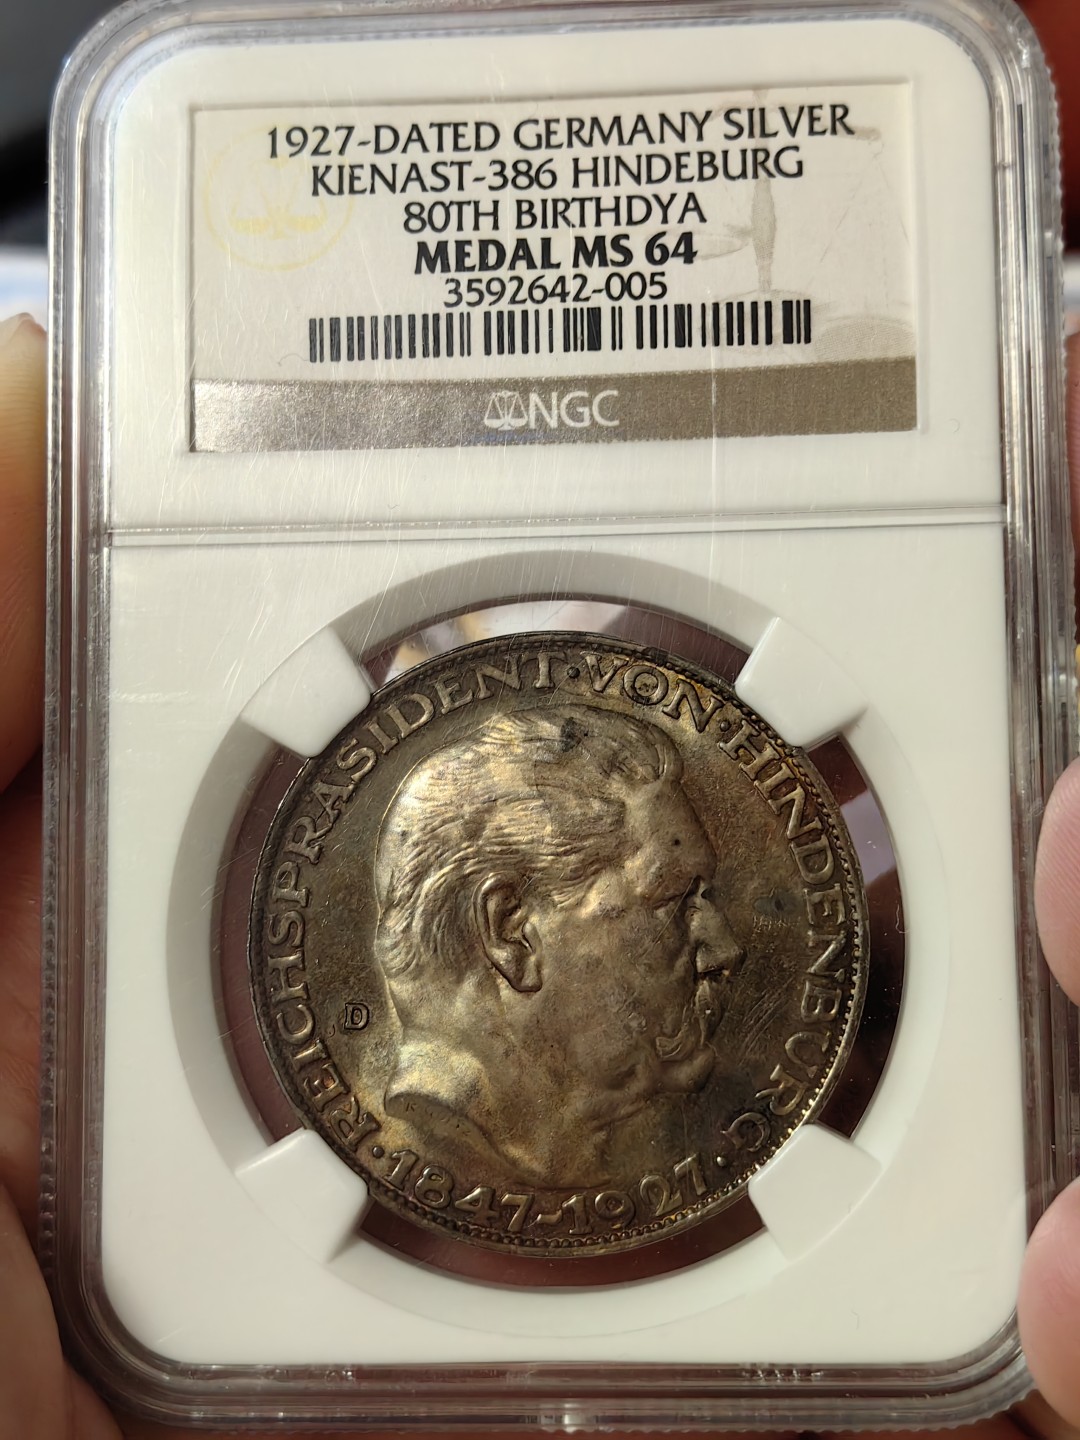 1927-DATED GERMANY SILVER
KIENAST-386 HINDEBURG
80TH BIRTHDYA
MEDAL MS 64
3592642-005
NGC
REICHSPRÄSIDENT·VON·HINDENBURG
D
·1847-1927·